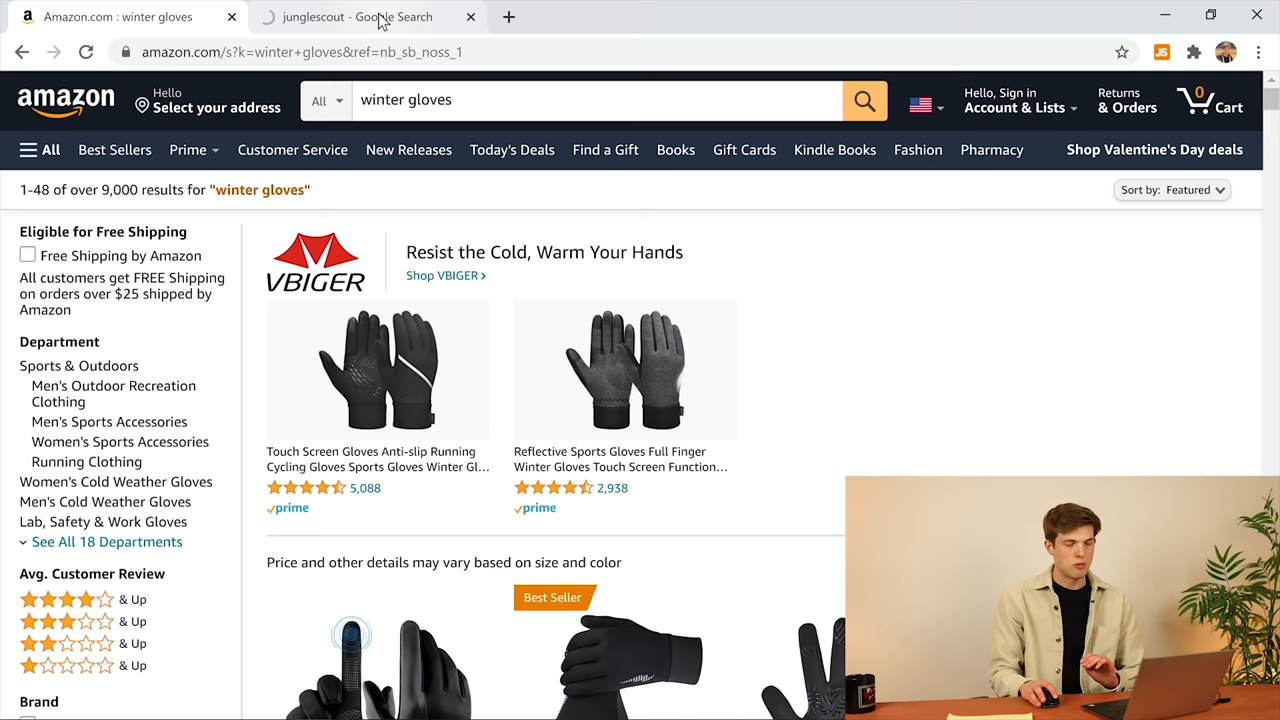 Amazon.com : winter gloves
junglescout - Google Search
amazon.com/s?k=winter+gloves&ref=nb_sb_noss_1
JS
amazon
Hello
Select your address
All
winter gloves
Hello, Sign in
Account & Lists
Returns
& Orders
0
Cart
All
Best Sellers
Prime
Customer Service
New Releases
Today's Deals
Find a Gift
Books
Gift Cards
Kindle Books
Fashion
Pharmacy
Shop Valentine's Day deals
1-48 of over 9,000 results for "winter gloves"
Sort by: Featured
Eligible for Free Shipping
Free Shipping by Amazon
All customers get FREE Shipping
on orders over $25 shipped by
Amazon
Department
Sports & Outdoors
Men's Outdoor Recreation
Clothing
Men's Sports Accessories
Women's Sports Accessories
Running Clothing
Women's Cold Weather Gloves
Men's Cold Weather Gloves
Lab, Safety & Work Gloves
See All 18 Departments
Avg. Customer Review
& Up
& Up
& Up
& Up
Brand
VBIGER
Resist the Cold, Warm Your Hands
Shop VBIGER ›
Touch Screen Gloves Anti-slip Running
Cycling Gloves Sports Gloves Winter Gl...
5,088
prime
Reflective Sports Gloves Full Finger
Winter Gloves Touch Screen Function...
2,938
prime
Price and other details may vary based on size and color
Best Seller